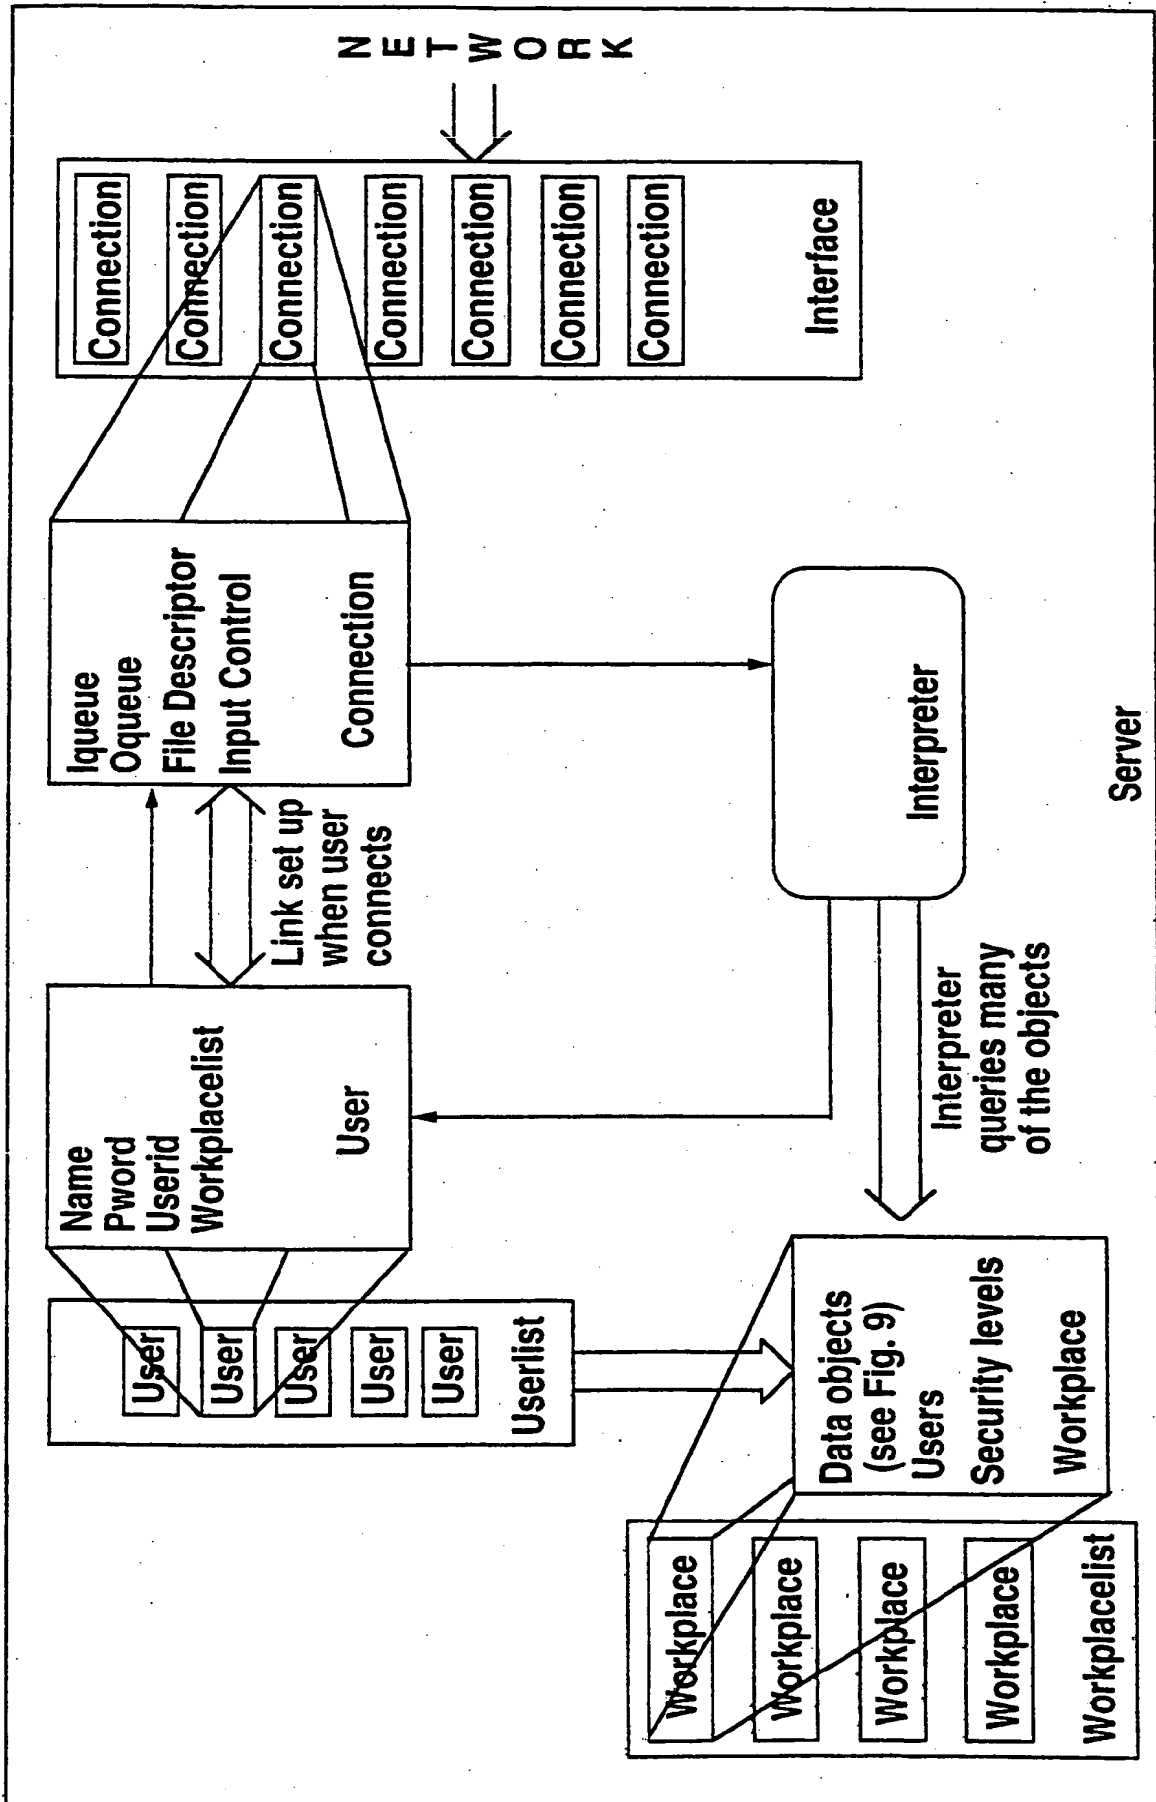 User
User
User
User
User
Userlist
Name
Pword
Userid
Workplacelist
User
Link set up
when user
connects
Iqueue
Oqueue
File Descriptor
Input Control
Connection
Connection
Connection
Connection
Connection
Connection
Connection
Connection
Interface
NETWORK
Workplace
Workplace
Workplace
Workplace
Workplacelist
Data objects
(see Fig. 9)
Users
Security levels
Workplace
Interpreter
queries many
of the objects
Interpreter
Server